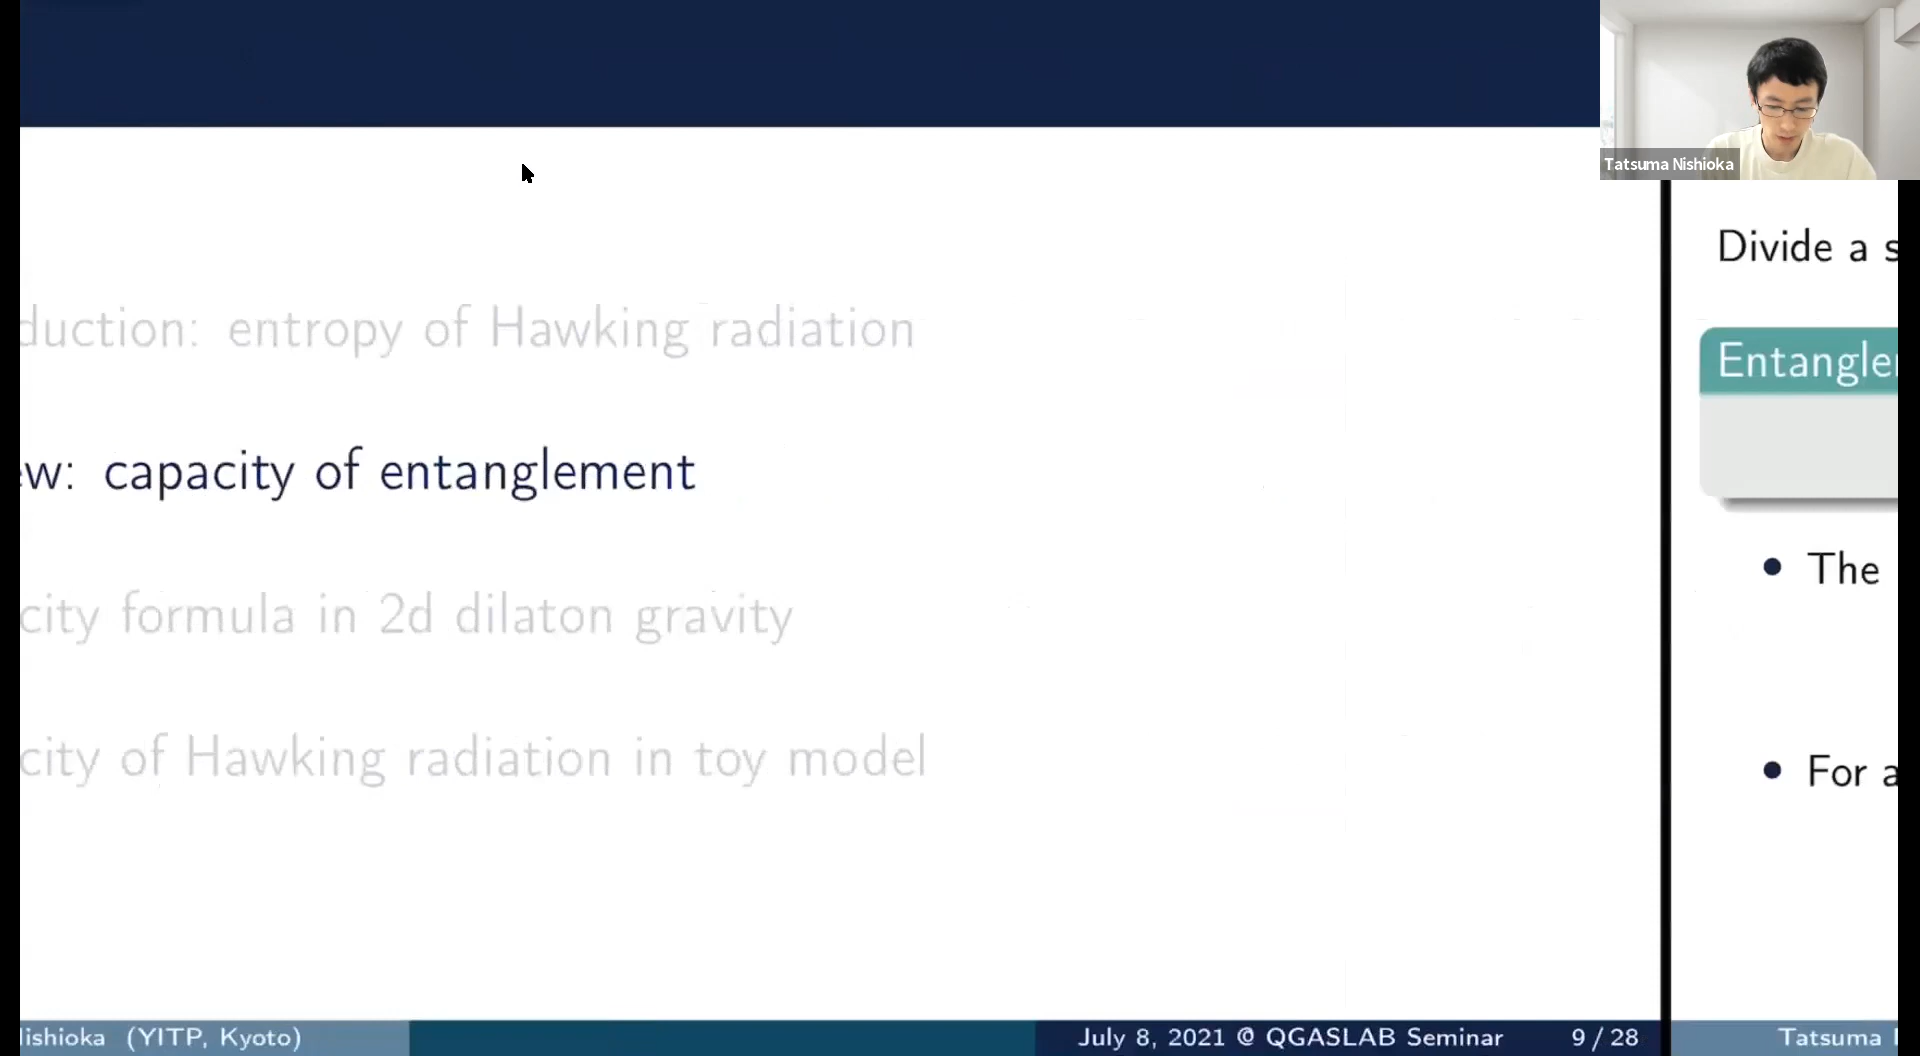 Tatsuma Nishioka
duction: entropy of Hawking radiation
ew: capacity of entanglement
city formula in 2d dilaton gravity
city of Hawking radiation in toy model
ishioka (YITP, Kyoto)
July 8, 2021 @ QGASLAB Seminar
9 / 28
Divide a s
Entangle
• The
• For a
Tatsuma